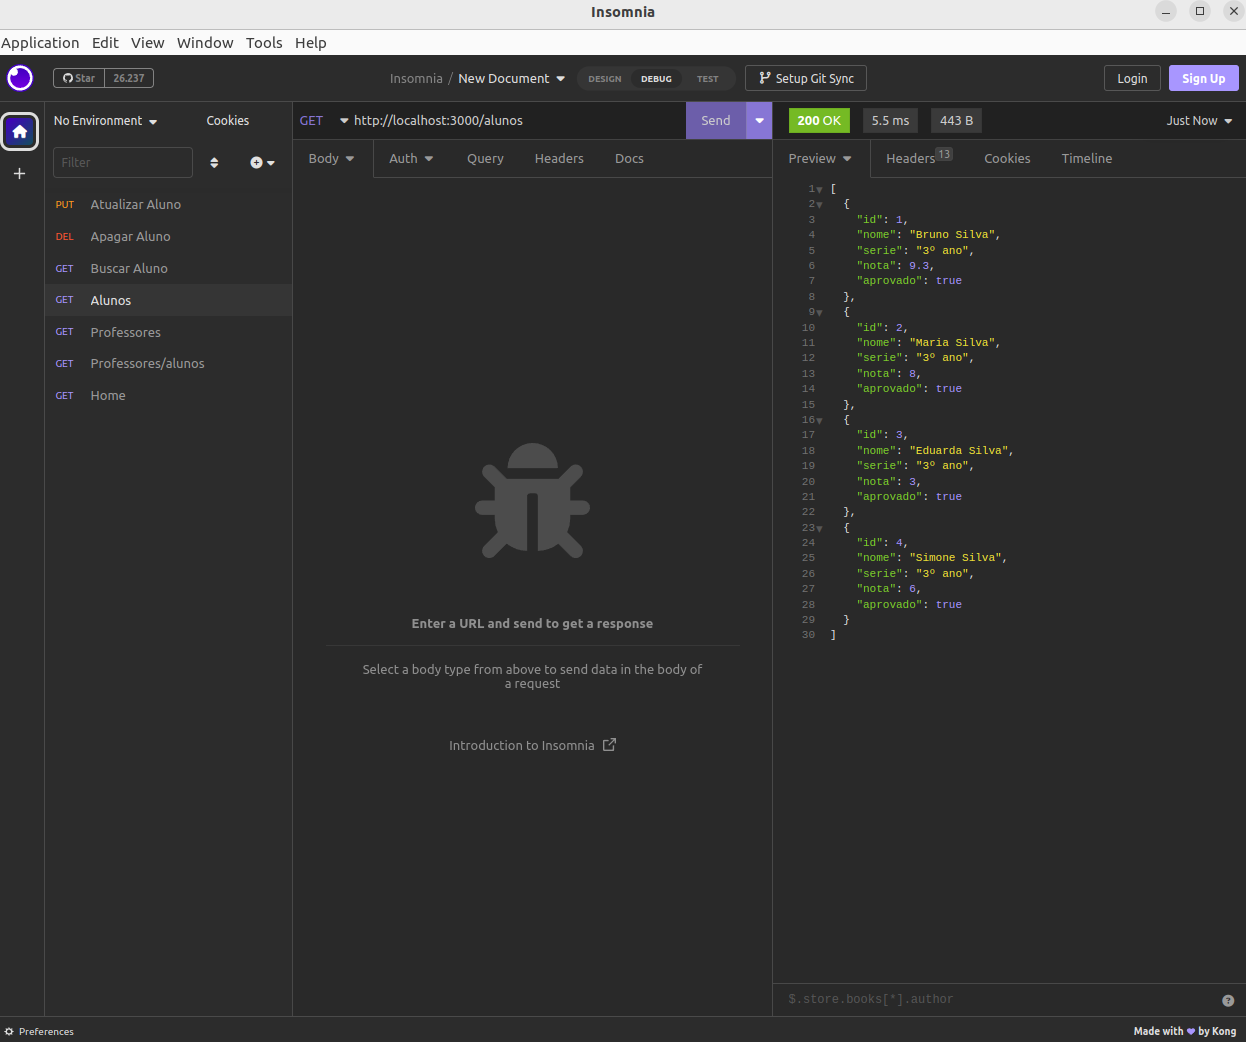 Insomnia
Application Edit View Window Tools Help
Star 26.237
Insomnia / New Document
DESIGN DEBUG TEST
Setup Git Sync
Login Sign Up
No Environment Cookies
GET http://localhost:3000/alunos Send
200 OK 5.5 ms 443 B Just Now
Filter
Body Auth Query Headers Docs
Preview Headers 13 Cookies Timeline
PUT Atualizar Aluno
DEL Apagar Aluno
GET Buscar Aluno
GET Alunos
GET Professores
GET Professores/alunos
GET Home
Enter a URL and send to get a response
Select a body type from above to send data in the body of
a request
Introduction to Insomnia
1 [
2 {
3 "id": 1,
4 "nome": "Bruno Silva",
5 "serie": "3º ano",
6 "nota": 9.3,
7 "aprovado": true
8 },
9 {
10 "id": 2,
11 "nome": "Maria Silva",
12 "serie": "3º ano",
13 "nota": 8,
14 "aprovado": true
15 },
16 {
17 "id": 3,
18 "nome": "Eduarda Silva",
19 "serie": "3º ano",
20 "nota": 3,
21 "aprovado": true
22 },
23 {
24 "id": 4,
25 "nome": "Simone Silva",
26 "serie": "3º ano",
27 "nota": 6,
28 "aprovado": true
29 }
30 ]
$.store.books[*].author
Preferences
Made with ♥ by Kong